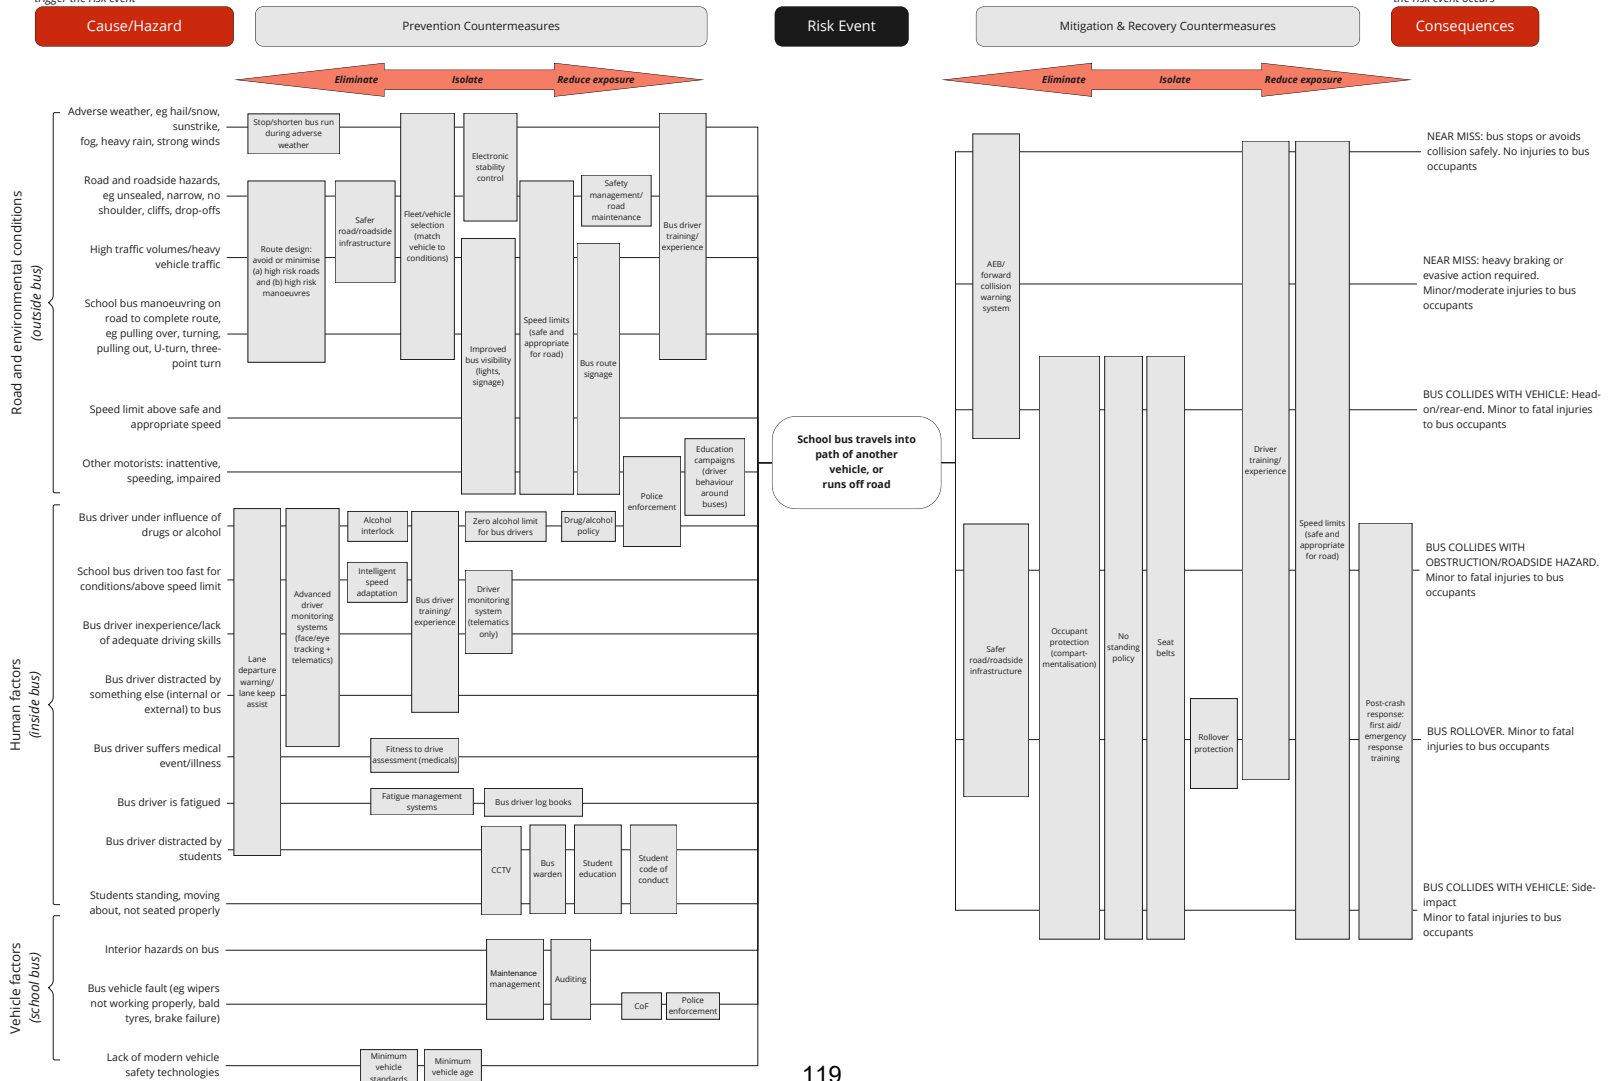 trigger the risk event
the risk event occurs
Cause/Hazard
Prevention Countermeasures
Risk Event
Mitigation & Recovery Countermeasures
Consequences
Eliminate
Isolate
Reduce exposure
Eliminate
Isolate
Reduce exposure
Road and environmental conditions
(outside bus)
Adverse weather, eg hail/snow,
sunstrike,
fog, heavy rain, strong winds
Road and roadside hazards,
eg unsealed, narrow, no
shoulder, cliffs, drop-offs
High traffic volumes/heavy
vehicle traffic
School bus manoeuvring on
road to complete route,
eg pulling over, turning,
pulling out, U-turn, three-
point turn
Speed limit above safe and
appropriate speed
Other motorists: inattentive,
speeding, impaired
Human factors
(inside bus)
Bus driver under influence of
drugs or alcohol
School bus driven too fast for
conditions/above speed limit
Bus driver inexperience/lack
of adequate driving skills
Bus driver distracted by
something else (internal or
external) to bus
Bus driver suffers medical
event/illness
Bus driver is fatigued
Bus driver distracted by
students
Students standing, moving
about, not seated properly
Vehicle factors
(school bus)
Interior hazards on bus
Bus vehicle fault (eg wipers
not working properly, bald
tyres, brake failure)
Lack of modern vehicle
safety technologies
Stop/shorten bus run
during adverse
weather
Route design:
avoid or minimise
(a) high risk roads
and (b) high risk
manoeuvres
Safer
road/roadside
infrastructure
Fleet/vehicle
selection
(match
vehicle to
conditions)
Electronic
stability
control
Improved
bus visibility
(lights,
signage)
Speed limits
(safe and
appropriate
for road)
Safety
management/
road
maintenance
Bus route
signage
Bus driver
training/
experience
Police
enforcement
Education
campaigns
(driver
behaviour
around
buses)
Lane
departure
warning/
lane keep
assist
Advanced
driver
monitoring
systems
(face/eye
tracking +
telematics)
Alcohol
interlock
Intelligent
speed
adaptation
Bus driver
training/
experience
Zero alcohol limit
for bus drivers
Drug/alcohol
policy
Driver
monitoring
system
(telematics
only)
Fitness to drive
assessment (medicals)
Fatigue management
systems
Bus driver log books
CCTV
Bus
warden
Student
education
Student
code of
conduct
Maintenance
management
Auditing
CoF
Police
enforcement
Minimum
vehicle
standards
Minimum
vehicle age
School bus travels into
path of another
vehicle, or
runs off road
AEB/
forward
collision
warning
system
Safer
road/roadside
infrastructure
Occupant
protection
(compart-
mentalisation)
No
standing
policy
Seat
belts
Rollover
protection
Driver
training/
experience
Speed limits
(safe and
appropriate
for road)
Post-crash
response:
first aid/
emergency
response
training
NEAR MISS: bus stops or avoids
collision safely. No injuries to bus
occupants
NEAR MISS: heavy braking or
evasive action required.
Minor/moderate injuries to bus
occupants
BUS COLLIDES WITH VEHICLE: Head-
on/rear-end. Minor to fatal injuries
to bus occupants
BUS COLLIDES WITH
OBSTRUCTION/ROADSIDE HAZARD.
Minor to fatal injuries to bus
occupants
BUS ROLLOVER. Minor to fatal
injuries to bus occupants
BUS COLLIDES WITH VEHICLE: Side-
impact
Minor to fatal injuries to bus
occupants
119